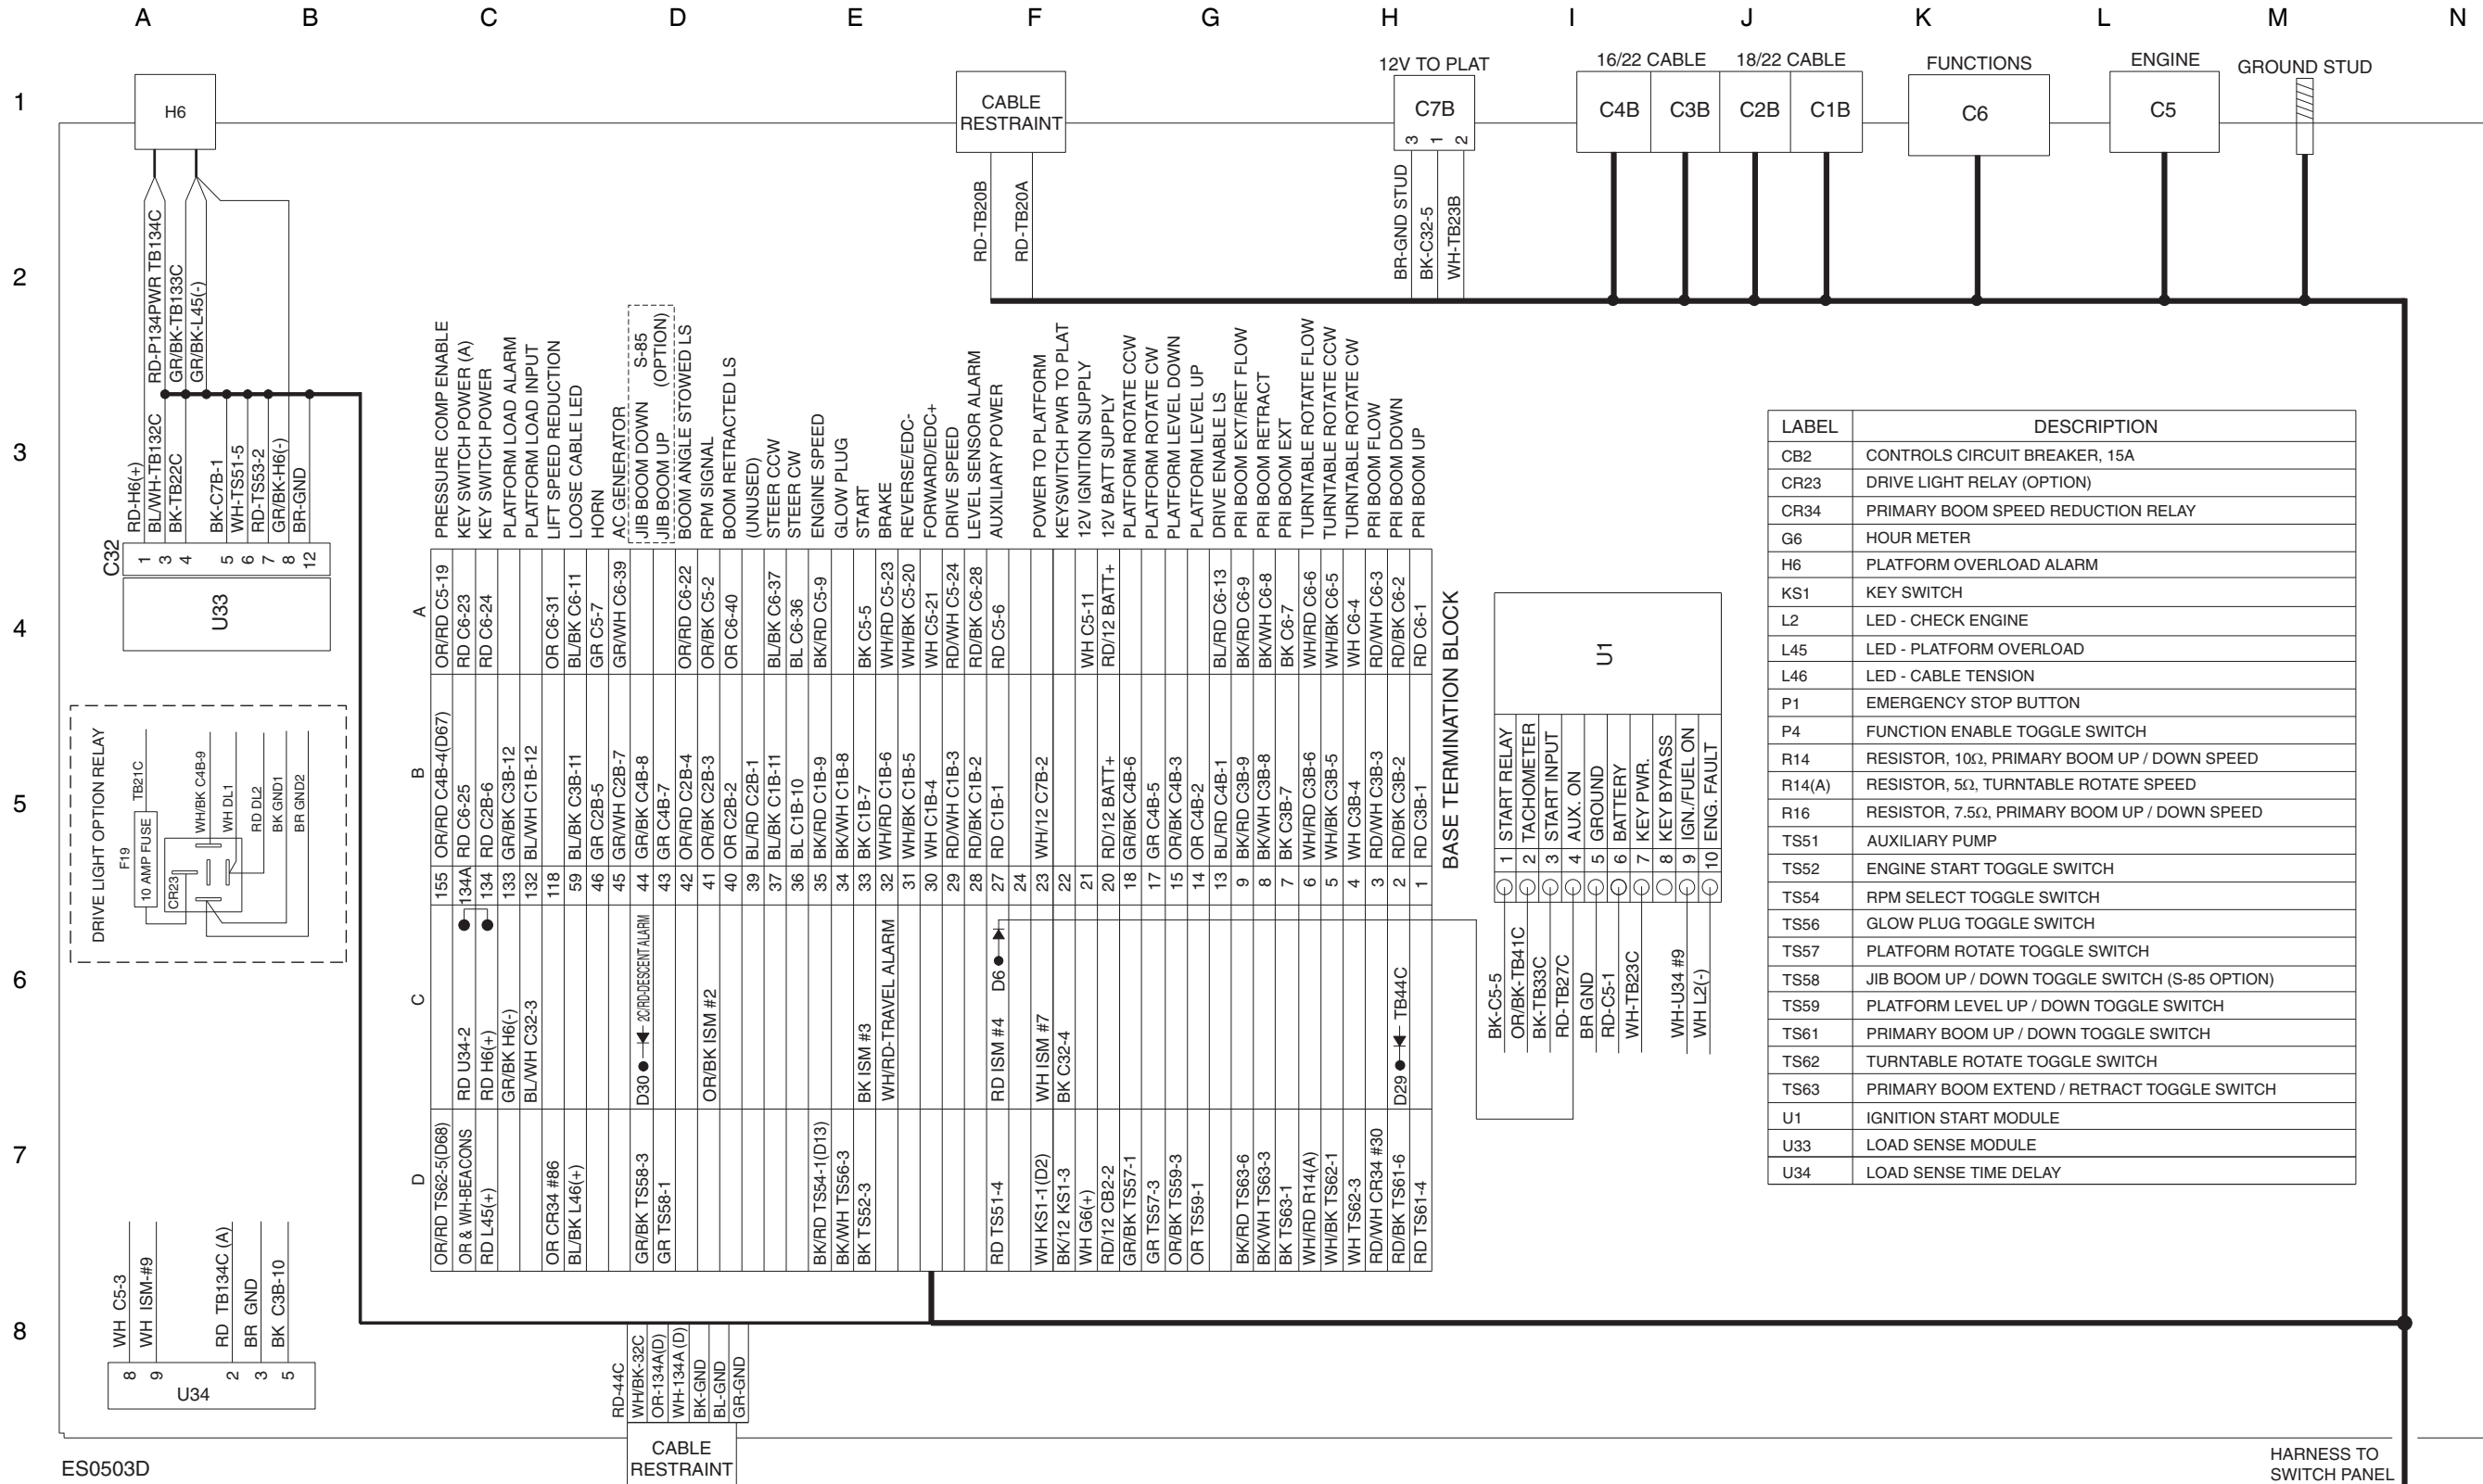 A B C D E F G H I J K L M N
1
2
3
4
5
6
7
8
H6
CABLE
RESTRAINT
12V TO PLAT
C7B
3 1 2
16/22 CABLE
18/22 CABLE
C4B C3B C2B C1B
FUNCTIONS
C6
ENGINE
C5
GROUND STUD
RD-TB20B
RD-TB20A
BR-GND STUD
BK-C32-5
WH-TB23B
RD-P134PWR TB134C
GR/BK-TB133C
GR/BK-L45(-)
RD-H6(+)
BL/WH-TB132C
BK-TB22C
BK-C7B-1
WH-TS51-5
RD-TS53-2
GR/BK-H6(-)
BR-GND
C32
1 3 4 5 6 7 8 12
U33
DRIVE LIGHT OPTION RELAY
F19
10 AMP FUSE
TB21C
CR23
WH/BK C4B-9
WH DL1
RD DL2
BK GND1
BR GND2
WH C5-3
WH ISM-#9
RD TB134C (A)
BR GND
BK C3B-10
8 9 2 3 5
U34
PRESSURE COMP ENABLE
KEY SWITCH POWER (A)
KEY SWITCH POWER
PLATFORM LOAD ALARM
PLATFORM LOAD INPUT
LIFT SPEED REDUCTION
LOOSE CABLE LED
HORN
AC GENERATOR
JIB BOOM DOWN S-85
JIB BOOM UP (OPTION)
BOOM ANGLE STOWED LS
RPM SIGNAL
BOOM RETRACTED LS
(UNUSED)
STEER CCW
STEER CW
ENGINE SPEED
GLOW PLUG
START
BRAKE
REVERSE/EDC-
FORWARD/EDC+
DRIVE SPEED
LEVEL SENSOR ALARM
AUXILIARY POWER
POWER TO PLATFORM
KEYSWITCH PWR TO PLAT
12V IGNITION SUPPLY
12V BATT SUPPLY
PLATFORM ROTATE CCW
PLATFORM ROTATE CW
PLATFORM LEVEL DOWN
PLATFORM LEVEL UP
DRIVE ENABLE LS
PRI BOOM EXT/RET FLOW
PRI BOOM RETRACT
PRI BOOM EXT
TURNTABLE ROTATE FLOW
TURNTABLE ROTATE CCW
TURNTABLE ROTATE CW
PRI BOOM FLOW
PRI BOOM DOWN
PRI BOOM UP
A
OR/RD C5-19
RD C6-23
RD C6-24
OR C6-31
BL/BK C6-11
GR C5-7
GR/WH C6-39
OR/RD C6-22
OR/BK C5-2
OR C6-40
BL/BK C6-37
BL C6-36
BK/RD C5-9
BK C5-5
WH/RD C5-23
WH/BK C5-20
WH C5-21
RD/WH C5-24
RD/BK C6-28
RD C5-6
WH C5-11
RD/12 BATT+
BL/RD C6-13
BK/RD C6-9
BK/WH C6-8
BK C6-7
WH/RD C6-6
WH/BK C6-5
WH C6-4
RD/WH C6-3
RD/BK C6-2
RD C6-1
B
OR/RD C4B-4(D67)
RD C6-25
RD C2B-6
GR/BK C3B-12
BL/WH C1B-12
BL/BK C3B-11
GR C2B-5
GR/WH C2B-7
GR/BK C4B-8
GR C4B-7
OR/RD C2B-4
OR/BK C2B-3
OR C2B-2
BL/RD C2B-1
BL/BK C1B-11
BL C1B-10
BK/RD C1B-9
BK/WH C1B-8
BK C1B-7
WH/RD C1B-6
WH/BK C1B-5
WH C1B-4
RD/WH C1B-3
RD/BK C1B-2
RD C1B-1
WH/12 C7B-2
RD/12 BATT+
GR/BK C4B-6
GR C4B-5
OR/BK C4B-3
OR C4B-2
BL/RD C4B-1
BK/RD C3B-9
BK/WH C3B-8
BK C3B-7
WH/RD C3B-6
WH/BK C3B-5
WH C3B-4
RD/WH C3B-3
RD/BK C3B-2
RD C3B-1
155 134A 134 133 132 118 59 46 45 44 43 42 41 40 39 37 36 35 34 33 32 31 30 29 28 27 24 23 22 21 20 18 17 15 14 13 9 8 7 6 5 4 3 2 1
C
RD U34-2
RD H6(+)
GR/BK H6(-)
BL/WH C32-3
D30 2C/RD-DESCENT ALARM
OR/BK ISM #2
BK ISM #3
WH/RD-TRAVEL ALARM
RD ISM #4 D6
WH ISM #7
BK C32-4
D29 TB44C
D
OR/RD TS62-5(D68)
OR & WH-BEACONS
RD L45(+)
OR CR34 #86
BL/BK L46(+)
GR/BK TS58-3
GR TS58-1
BK/RD TS54-1(D13)
BK/WH TS56-3
BK TS52-3
RD TS51-4
WH KS1-1(D2)
BK/12 KS1-3
WH G6(+)
RD/12 CB2-2
GR/BK TS57-1
GR TS57-3
OR/BK TS59-3
OR TS59-1
BK/RD TS63-6
BK/WH TS63-3
BK TS63-1
WH/RD R14(A)
WH/BK TS62-1
WH TS62-3
RD/WH CR34 #30
RD/BK TS61-6
RD TS61-4
BASE TERMINATION BLOCK
U1
1 START RELAY
2 TACHOMETER
3 START INPUT
4 AUX. ON
5 GROUND
6 BATTERY
7 KEY PWR.
8 KEY BYPASS
9 IGN./FUEL ON
10 ENG. FAULT
BK-C5-5
OR/BK-TB41C
BK-TB33C
RD-TB27C
BR GND
RD-C5-1
WH-TB23C
WH-U34 #9
WH L2(-)
LABEL DESCRIPTION
CB2 CONTROLS CIRCUIT BREAKER, 15A
CR23 DRIVE LIGHT RELAY (OPTION)
CR34 PRIMARY BOOM SPEED REDUCTION RELAY
G6 HOUR METER
H6 PLATFORM OVERLOAD ALARM
KS1 KEY SWITCH
L2 LED - CHECK ENGINE
L45 LED - PLATFORM OVERLOAD
L46 LED - CABLE TENSION
P1 EMERGENCY STOP BUTTON
P4 FUNCTION ENABLE TOGGLE SWITCH
R14 RESISTOR, 10Ω, PRIMARY BOOM UP / DOWN SPEED
R14(A) RESISTOR, 5Ω, TURNTABLE ROTATE SPEED
R16 RESISTOR, 7.5Ω, PRIMARY BOOM UP / DOWN SPEED
TS51 AUXILIARY PUMP
TS52 ENGINE START TOGGLE SWITCH
TS54 RPM SELECT TOGGLE SWITCH
TS56 GLOW PLUG TOGGLE SWITCH
TS57 PLATFORM ROTATE TOGGLE SWITCH
TS58 JIB BOOM UP / DOWN TOGGLE SWITCH (S-85 OPTION)
TS59 PLATFORM LEVEL UP / DOWN TOGGLE SWITCH
TS61 PRIMARY BOOM UP / DOWN TOGGLE SWITCH
TS62 TURNTABLE ROTATE TOGGLE SWITCH
TS63 PRIMARY BOOM EXTEND / RETRACT TOGGLE SWITCH
U1 IGNITION START MODULE
U33 LOAD SENSE MODULE
U34 LOAD SENSE TIME DELAY
RD-44C
WH/BK-32C
OR-134A(D)
WH-134A (D)
BK-GND
BL-GND
GR-GND
CABLE
RESTRAINT
ES0503D
HARNESS TO
SWITCH PANEL